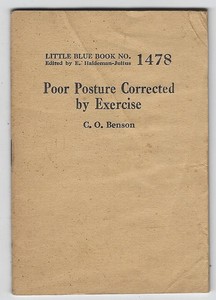 LITTLE BLUE BOOK NO. 1478
Edited by E. Haldeman-Julius
Poor Posture Corrected
by Exercise
C. O. Benson